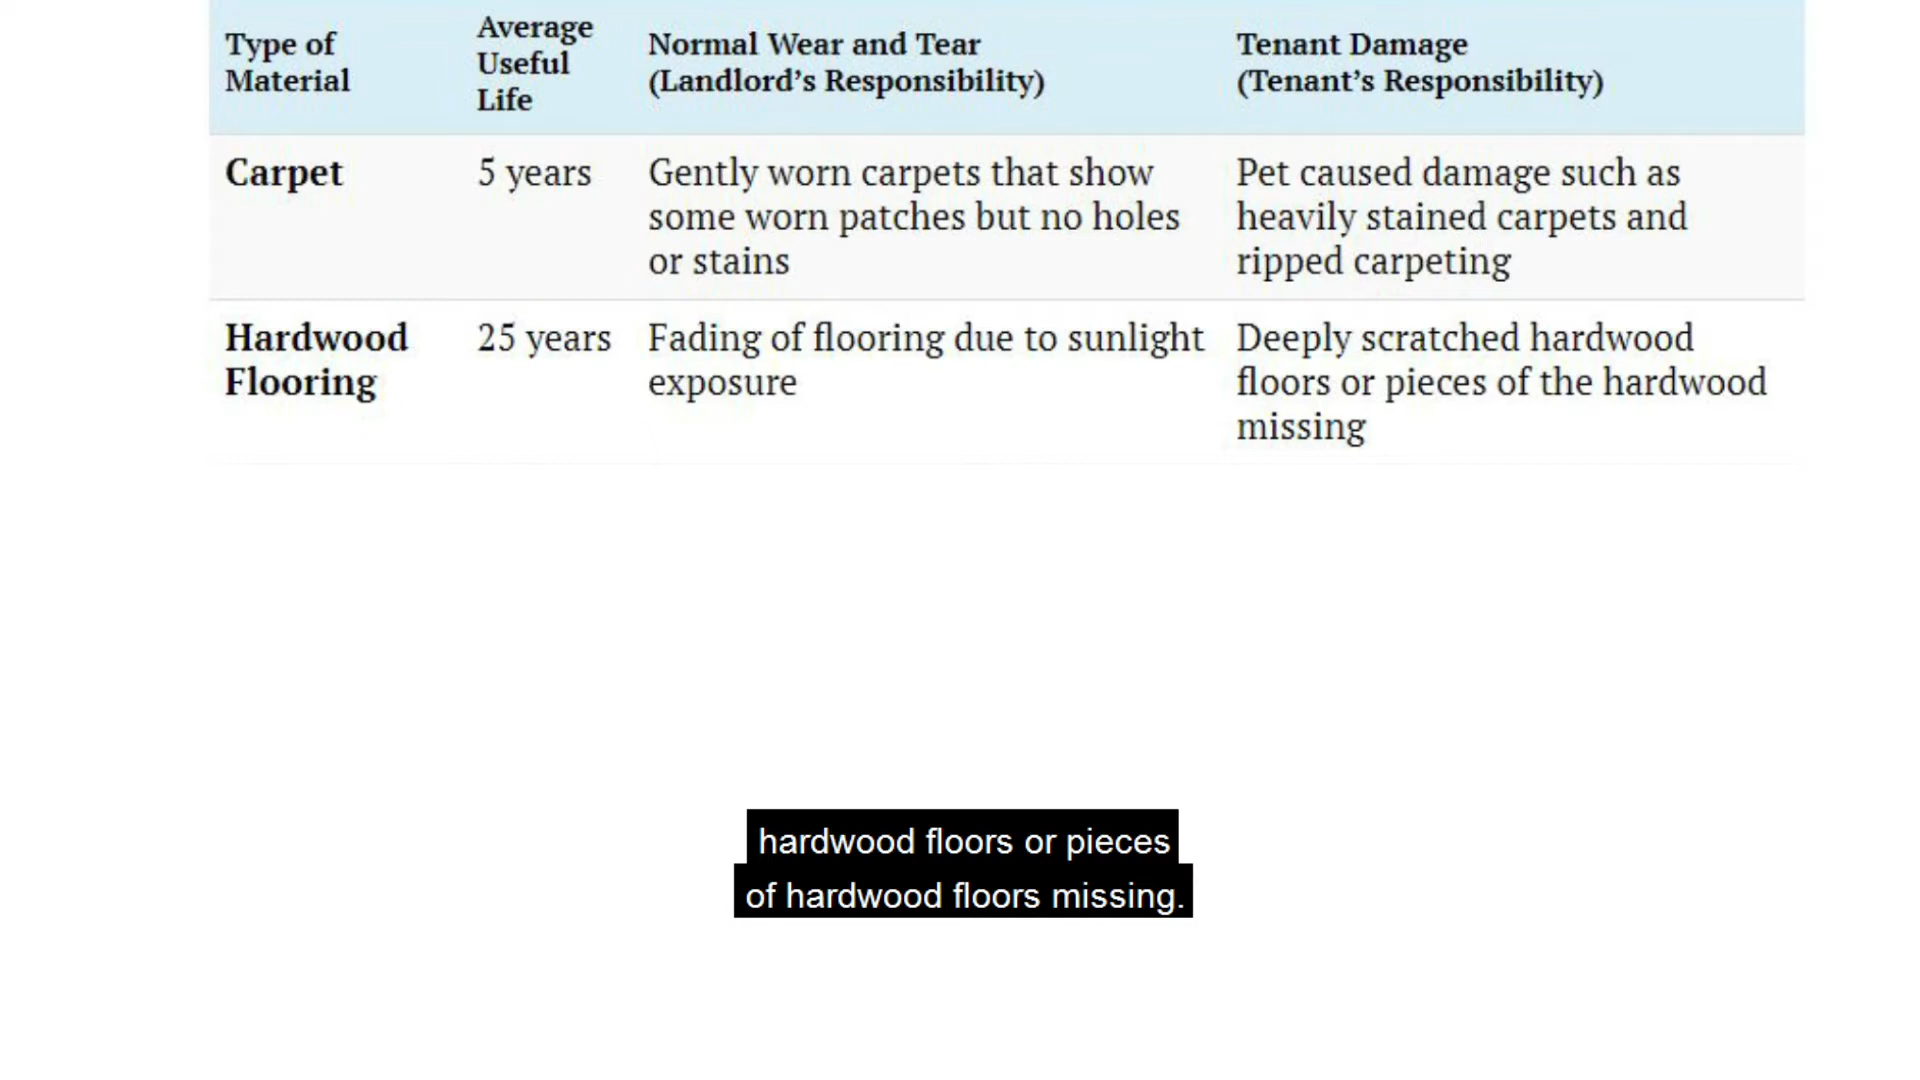 Type of
Material
Average
Useful
Life
Normal Wear and Tear
(Landlord’s Responsibility)
Tenant Damage
(Tenant’s Responsibility)
Carpet
5 years
Gently worn carpets that show
some worn patches but no holes
or stains
Pet caused damage such as
heavily stained carpets and
ripped carpeting
Hardwood
Flooring
25 years
Fading of flooring due to sunlight
exposure
Deeply scratched hardwood
floors or pieces of the hardwood
missing
hardwood floors or pieces
of hardwood floors missing.